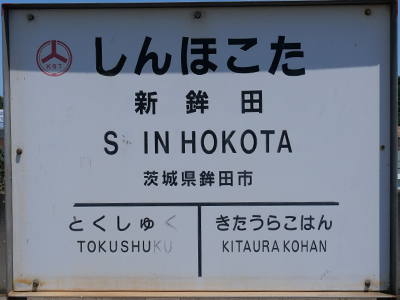 KRT
しんほこた
新鉾田
S IN HOKOTA
茨城県鉾田市
とくしゅく
TOKUSHUKU
きたうらこはん
KITAURA KOHAN